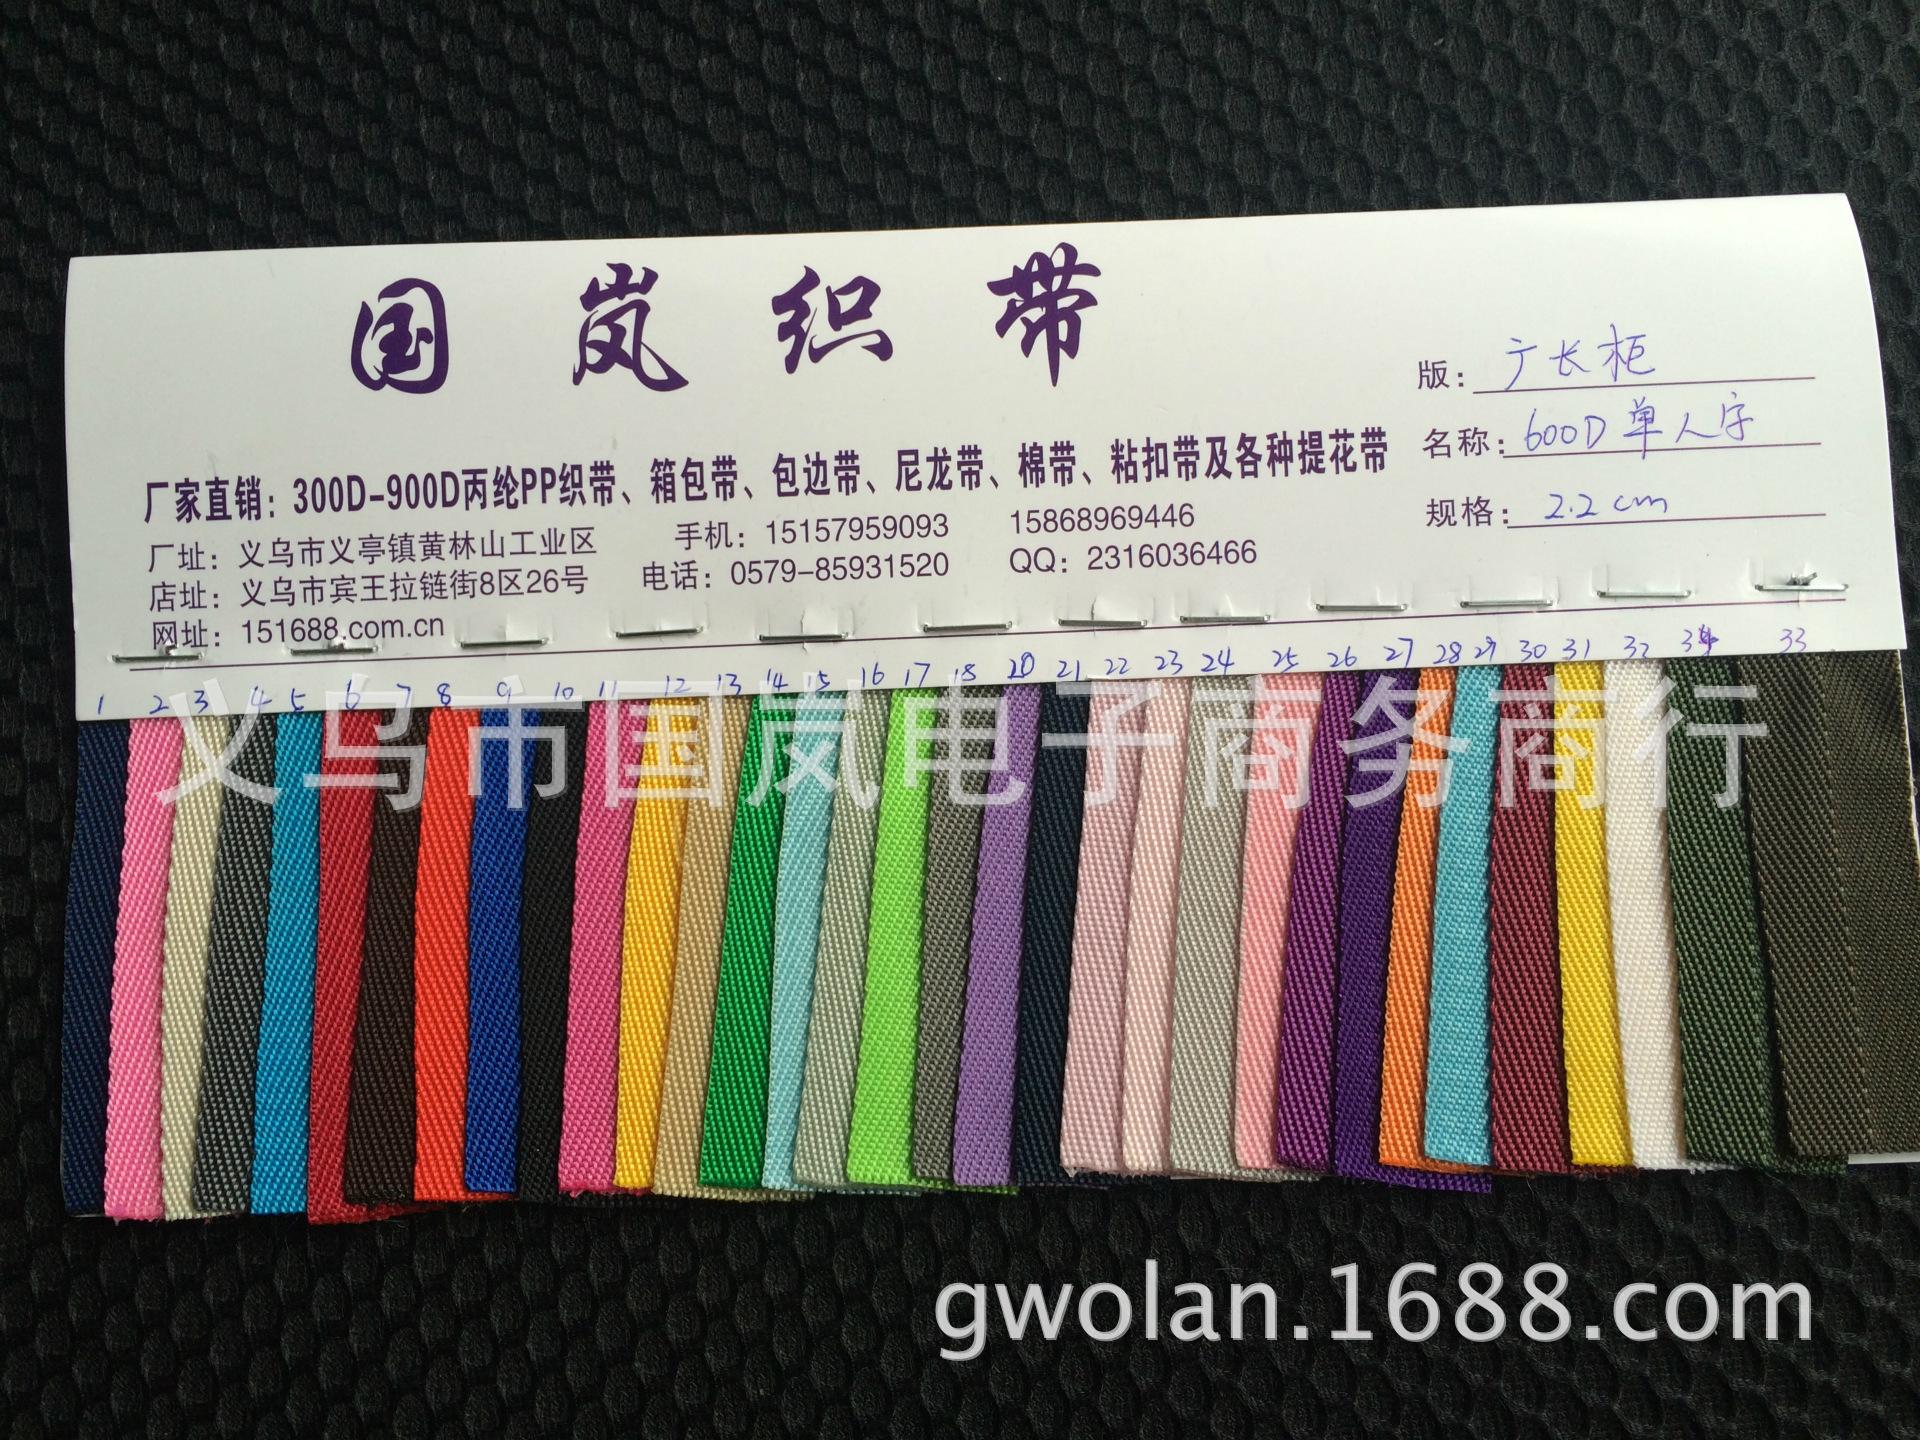 国岚织带
版：广长柜
名称：600D单人字
规格：2.2cm
厂家直销：300D-900D丙纶PP织带、箱包带、包边带、尼龙带、棉带、粘扣带及各种提花带
厂址：义乌市义亭镇黄林山工业区 手机：15157959093 15868969446
店址：义乌市宾王拉链街8区26号 电话：0579-85931520 QQ：2316036466
网址：151688.com.cn
1 2 3 4 5 6 7 8 9 10 11 12 13 14 15 16 17 18 20 21 22 23 24 25 26 27 28 29 30 31 32 34 33
义乌市国岚电子商务商行
gwolan.1688.com